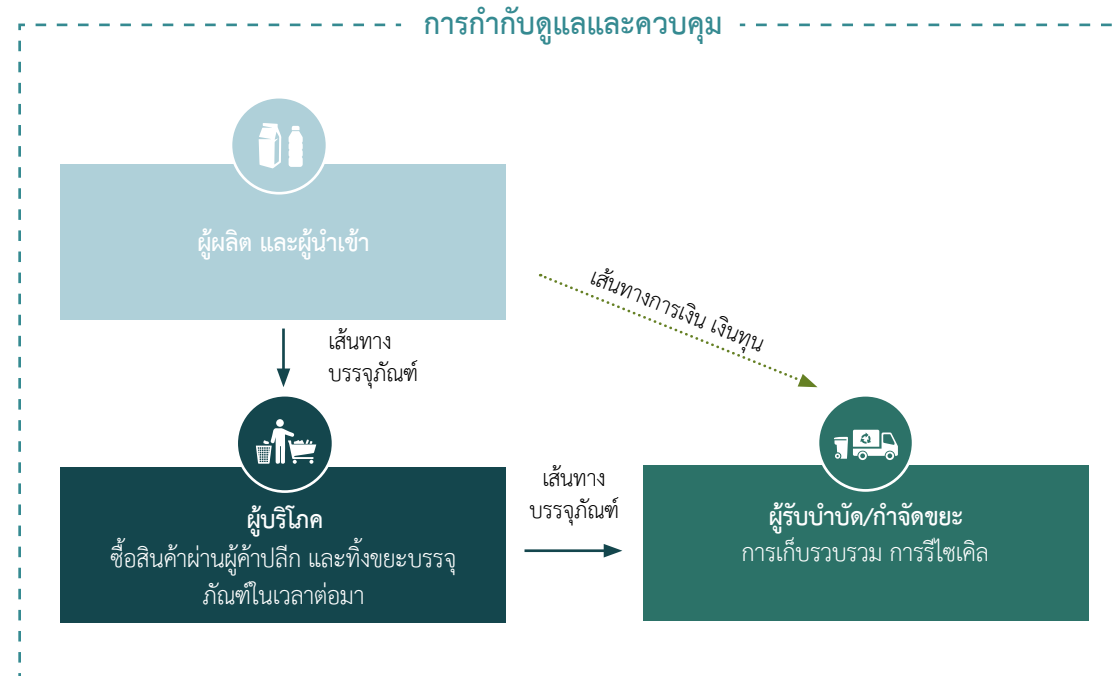 การกำกับดูแลและควบคุม
ผู้ผลิต และผู้นำเข้า
เส้นทางการเงิน เงินทุน
เส้นทาง
บรรจุภัณฑ์
ผู้บริโภค
ซื้อสินค้าผ่านผู้ค้าปลีก และทิ้งขยะบรรจุ
ภัณฑ์ในเวลาต่อมา
เส้นทาง
บรรจุภัณฑ์
ผู้รับบำบัด/กำจัดขยะ
การเก็บรวบรวม การรีไซเคิล